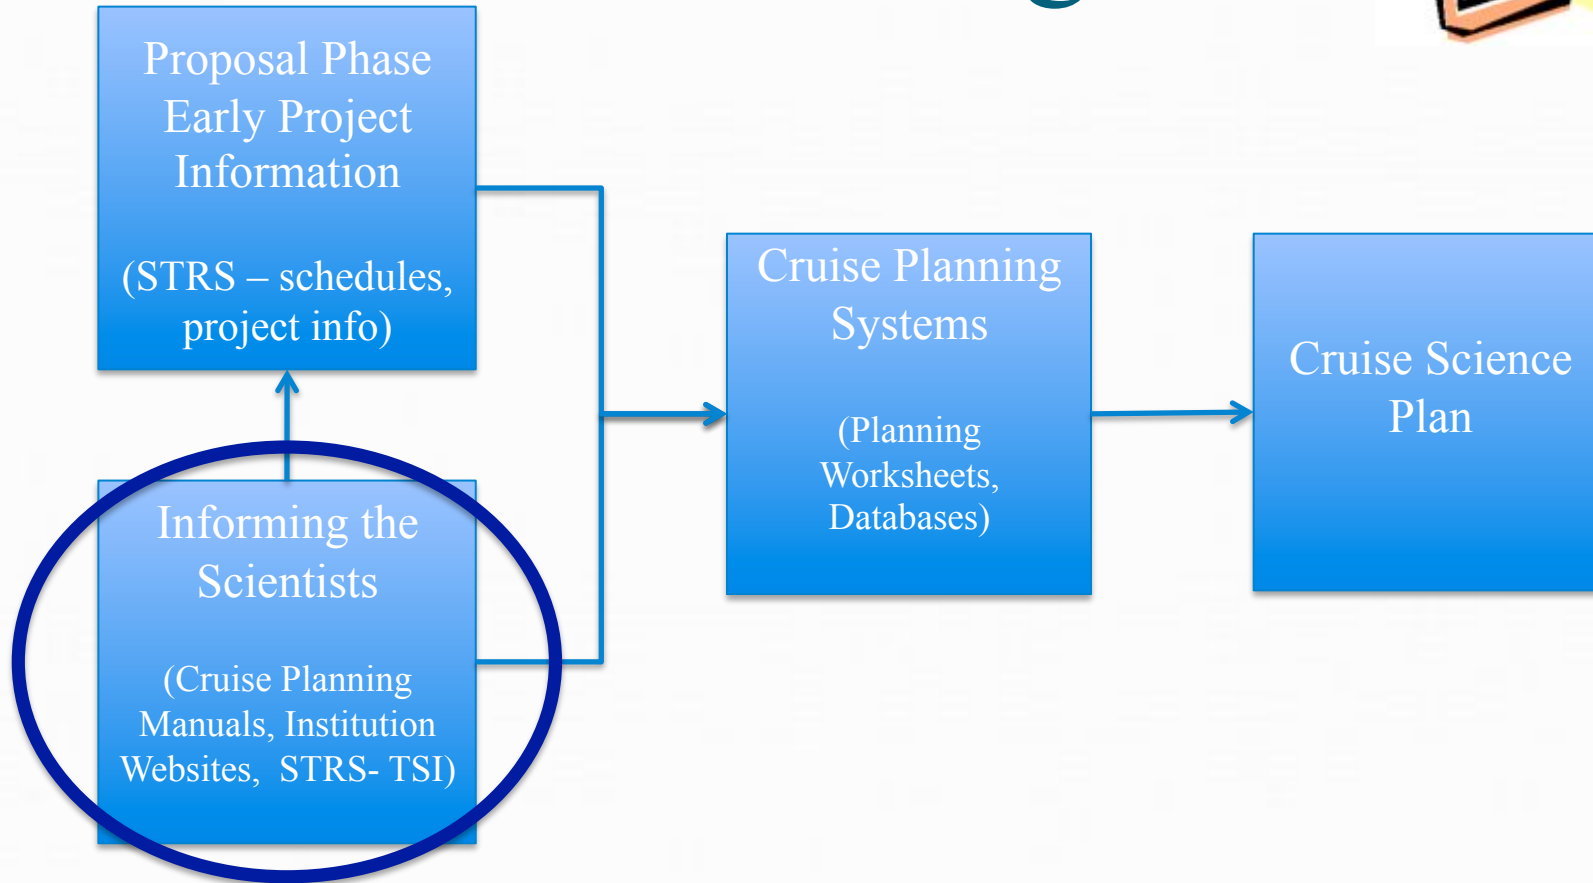 Proposal Phase
Early Project
Information
(STRS – schedules,
project info)
Informing the
Scientists
(Cruise Planning
Manuals, Institution
Websites,  STRS- TSI)
Cruise Planning
Systems
(Planning
Worksheets,
Databases)
Cruise Science
Plan